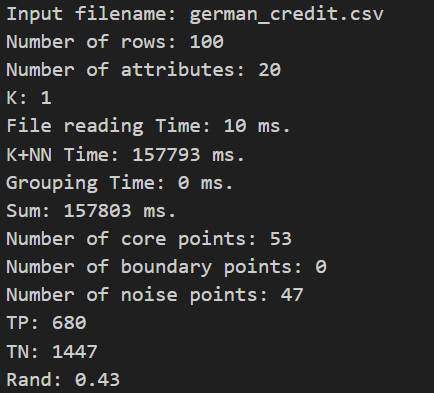 Input filename: german_credit.csv
Number of rows: 100
Number of attributes: 20
K: 1
File reading Time: 10 ms.
K+NN Time: 157793 ms.
Grouping Time: 0 ms.
Sum: 157803 ms.
Number of core points: 53
Number of boundary points: 0
Number of noise points: 47
TP: 680
TN: 1447
Rand: 0.43